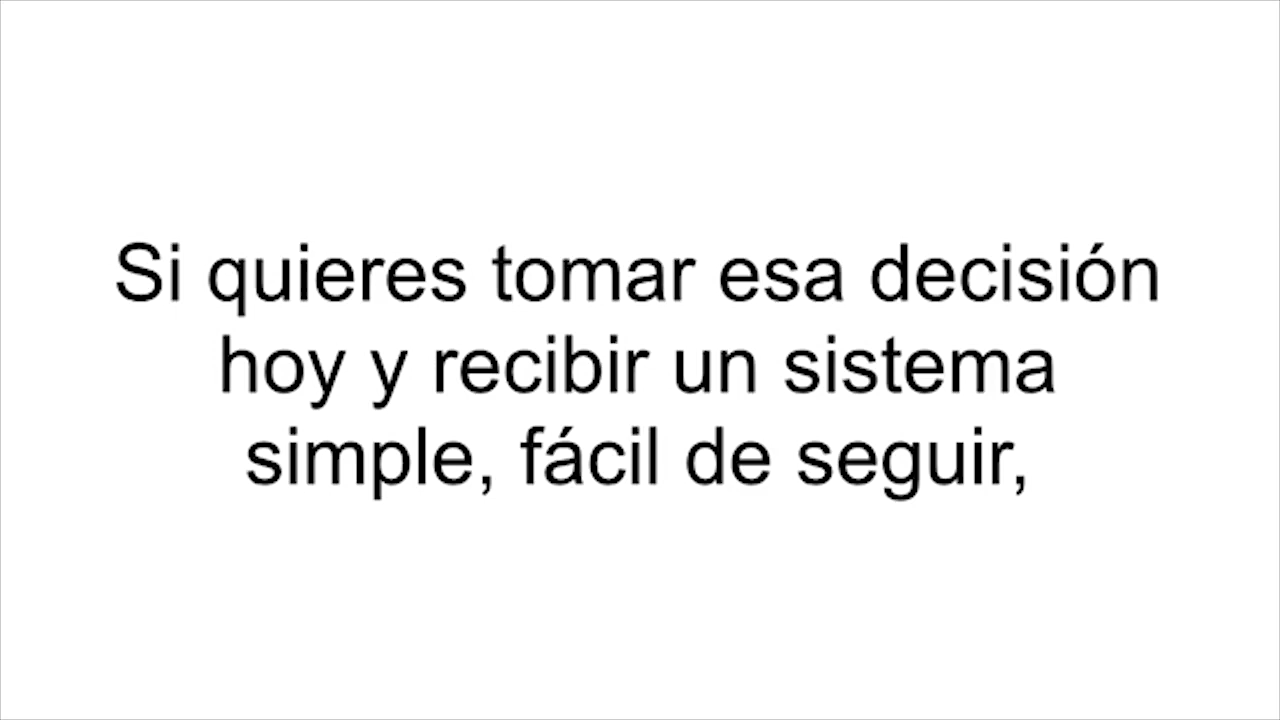 Si quieres tomar esa decisión
hoy y recibir un sistema
simple, fácil de seguir,